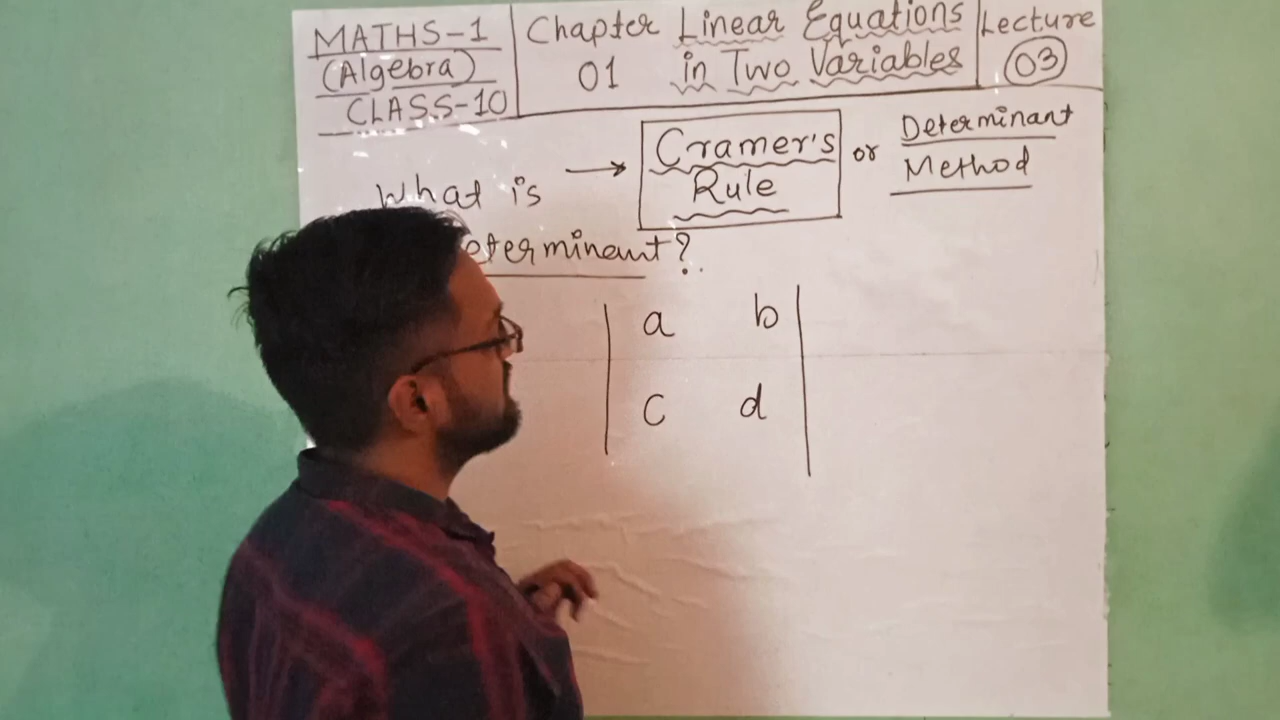 MATHS-1
(Algebra)
CLASS-10
Chapter
01
Linear Equations
in Two Variables
Lecture
03
What is
eterminant?
→ Cramer's
Rule
or
Determinant
Method
a b
c d